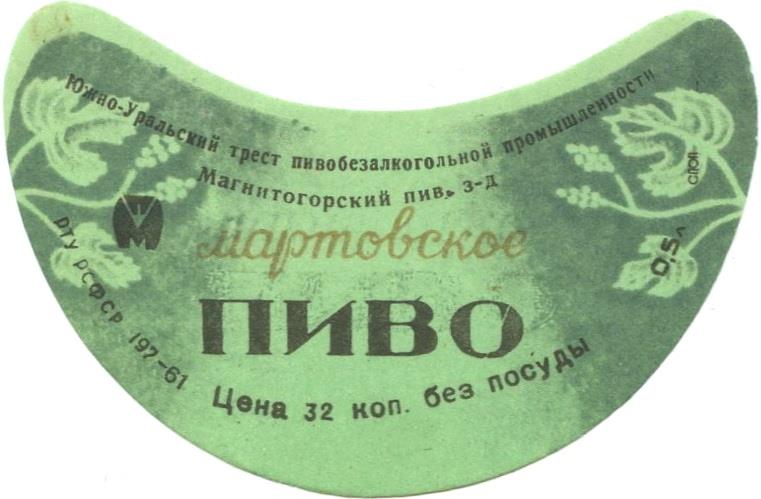 Южно-Уральский трест пивобезалкогольной промышленности
Магнитогорский пив. з-д
мартовское
ПИВО
Цена 32 коп. без посуды
РТУ РСФСР 197-61
0,5 л